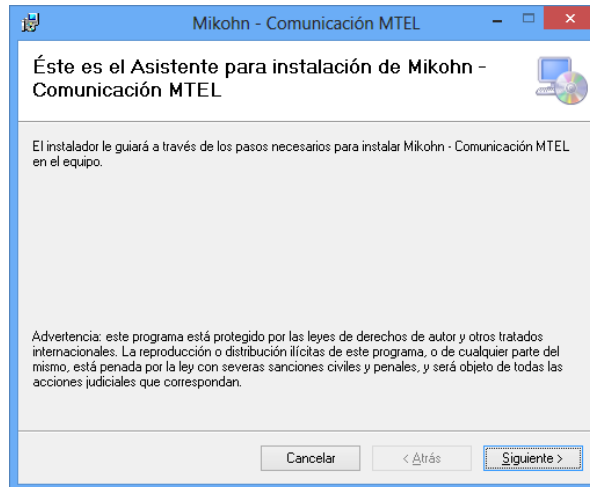 Mikohn - Comunicación MTEL
Éste es el Asistente para instalación de Mikohn -
Comunicación MTEL
El instalador le guiará a través de los pasos necesarios para instalar Mikohn - Comunicación MTEL
en el equipo.
Advertencia: este programa está protegido por las leyes de derechos de autor y otros tratados
internacionales. La reproducción o distribución ilícitas de este programa, o de cualquier parte del
mismo, está penada por la ley con severas sanciones civiles y penales, y será objeto de todas las
acciones judiciales que correspondan.
Cancelar < Atrás Siguiente >